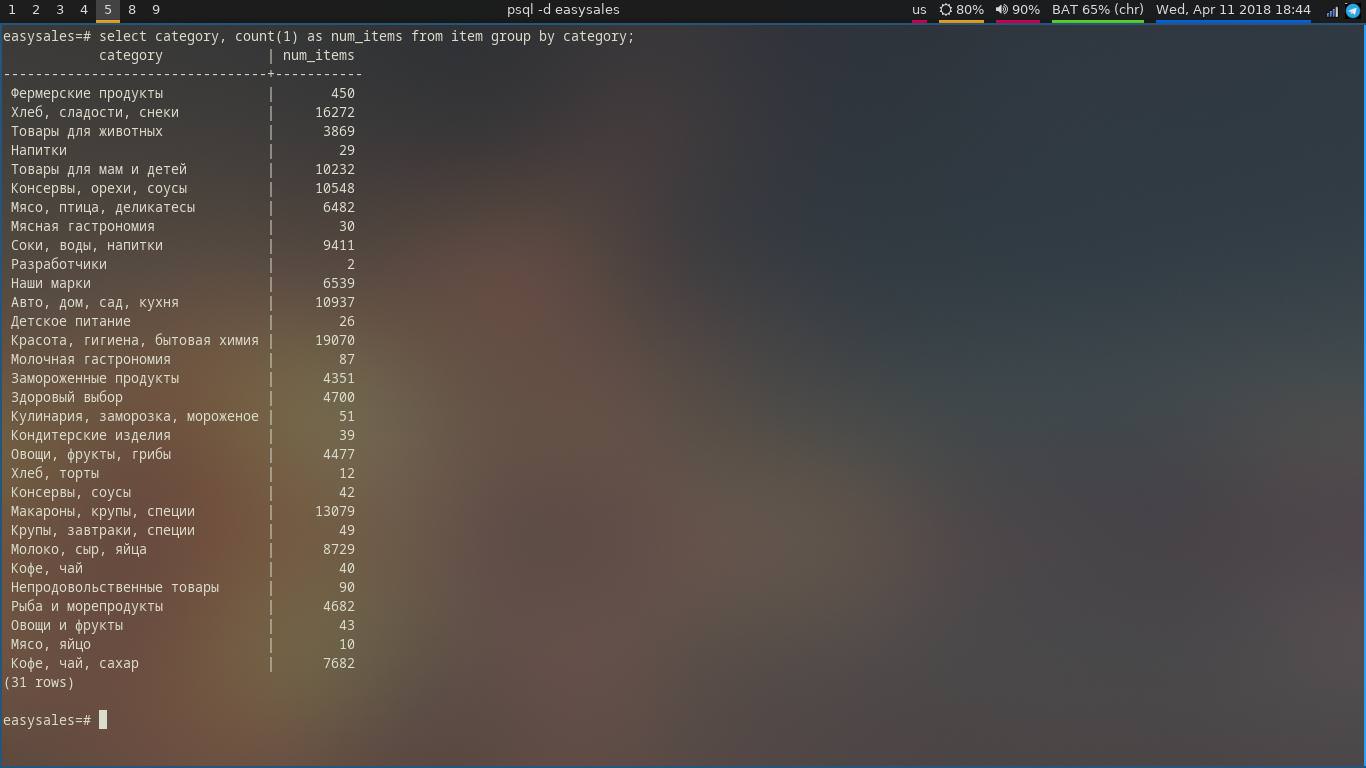 1 2 3 4 5 8 9 psql -d easysales us 80% 90% BAT 65% (chr) Wed, Apr 11 2018 18:44
easysales=# select category, count(1) as num_items from item group by category;
category | num_items
---------------------------------+-----------
Фермерские продукты | 450
Хлеб, сладости, снеки | 16272
Товары для животных | 3869
Напитки | 29
Товары для мам и детей | 10232
Консервы, орехи, соусы | 10548
Мясо, птица, деликатесы | 6482
Мясная гастрономия | 30
Соки, воды, напитки | 9411
Разработчики | 2
Наши марки | 6539
Авто, дом, сад, кухня | 10937
Детское питание | 26
Красота, гигиена, бытовая химия | 19070
Молочная гастрономия | 87
Замороженные продукты | 4351
Здоровый выбор | 4700
Кулинария, заморозка, мороженое | 51
Кондитерские изделия | 39
Овощи, фрукты, грибы | 4477
Хлеб, торты | 12
Консервы, соусы | 42
Макароны, крупы, специи | 13079
Крупы, завтраки, специи | 49
Молоко, сыр, яйца | 8729
Кофе, чай | 40
Непродовольственные товары | 90
Рыба и морепродукты | 4682
Овощи и фрукты | 43
Мясо, яйцо | 10
Кофе, чай, сахар | 7682
(31 rows)
easysales=#